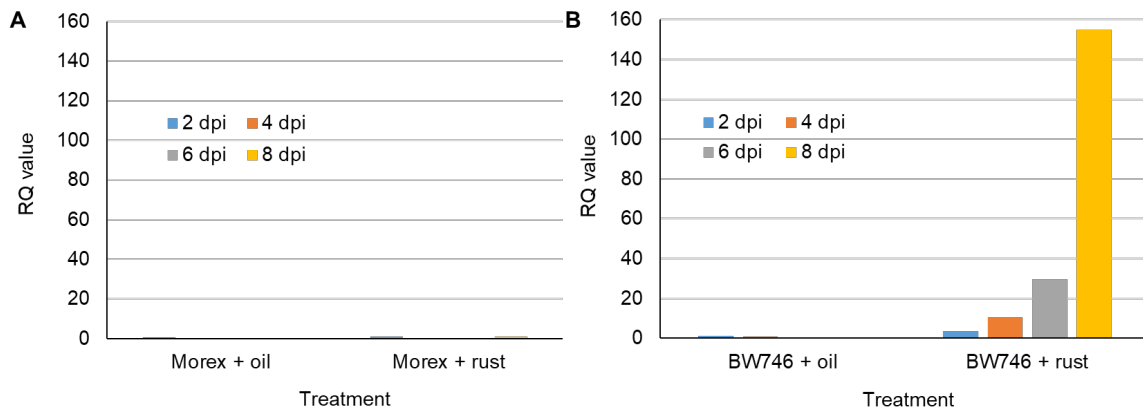 A
160
140
120
100
80
60
40
20
0
RQ value
2 dpi 4 dpi
6 dpi 8 dpi
Morex + oil Morex + rust
Treatment
B
160
140
120
100
80
60
40
20
0
RQ value
2 dpi 4 dpi
6 dpi 8 dpi
BW746 + oil BW746 + rust
Treatment